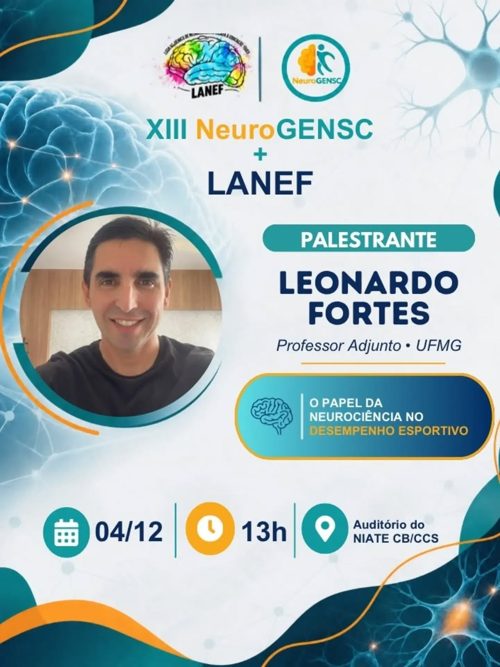 LANEF
NeuroGENSC
XIII NeuroGENSC
+
LANEF
PALESTRANTE
LEONARDO
FORTES
Professor Adjunto • UFMG
O PAPEL DA
NEUROCIÊNCIA NO
DESEMPENHO ESPORTIVO
04/12
13h
Auditório do
NIATE CB/CCS